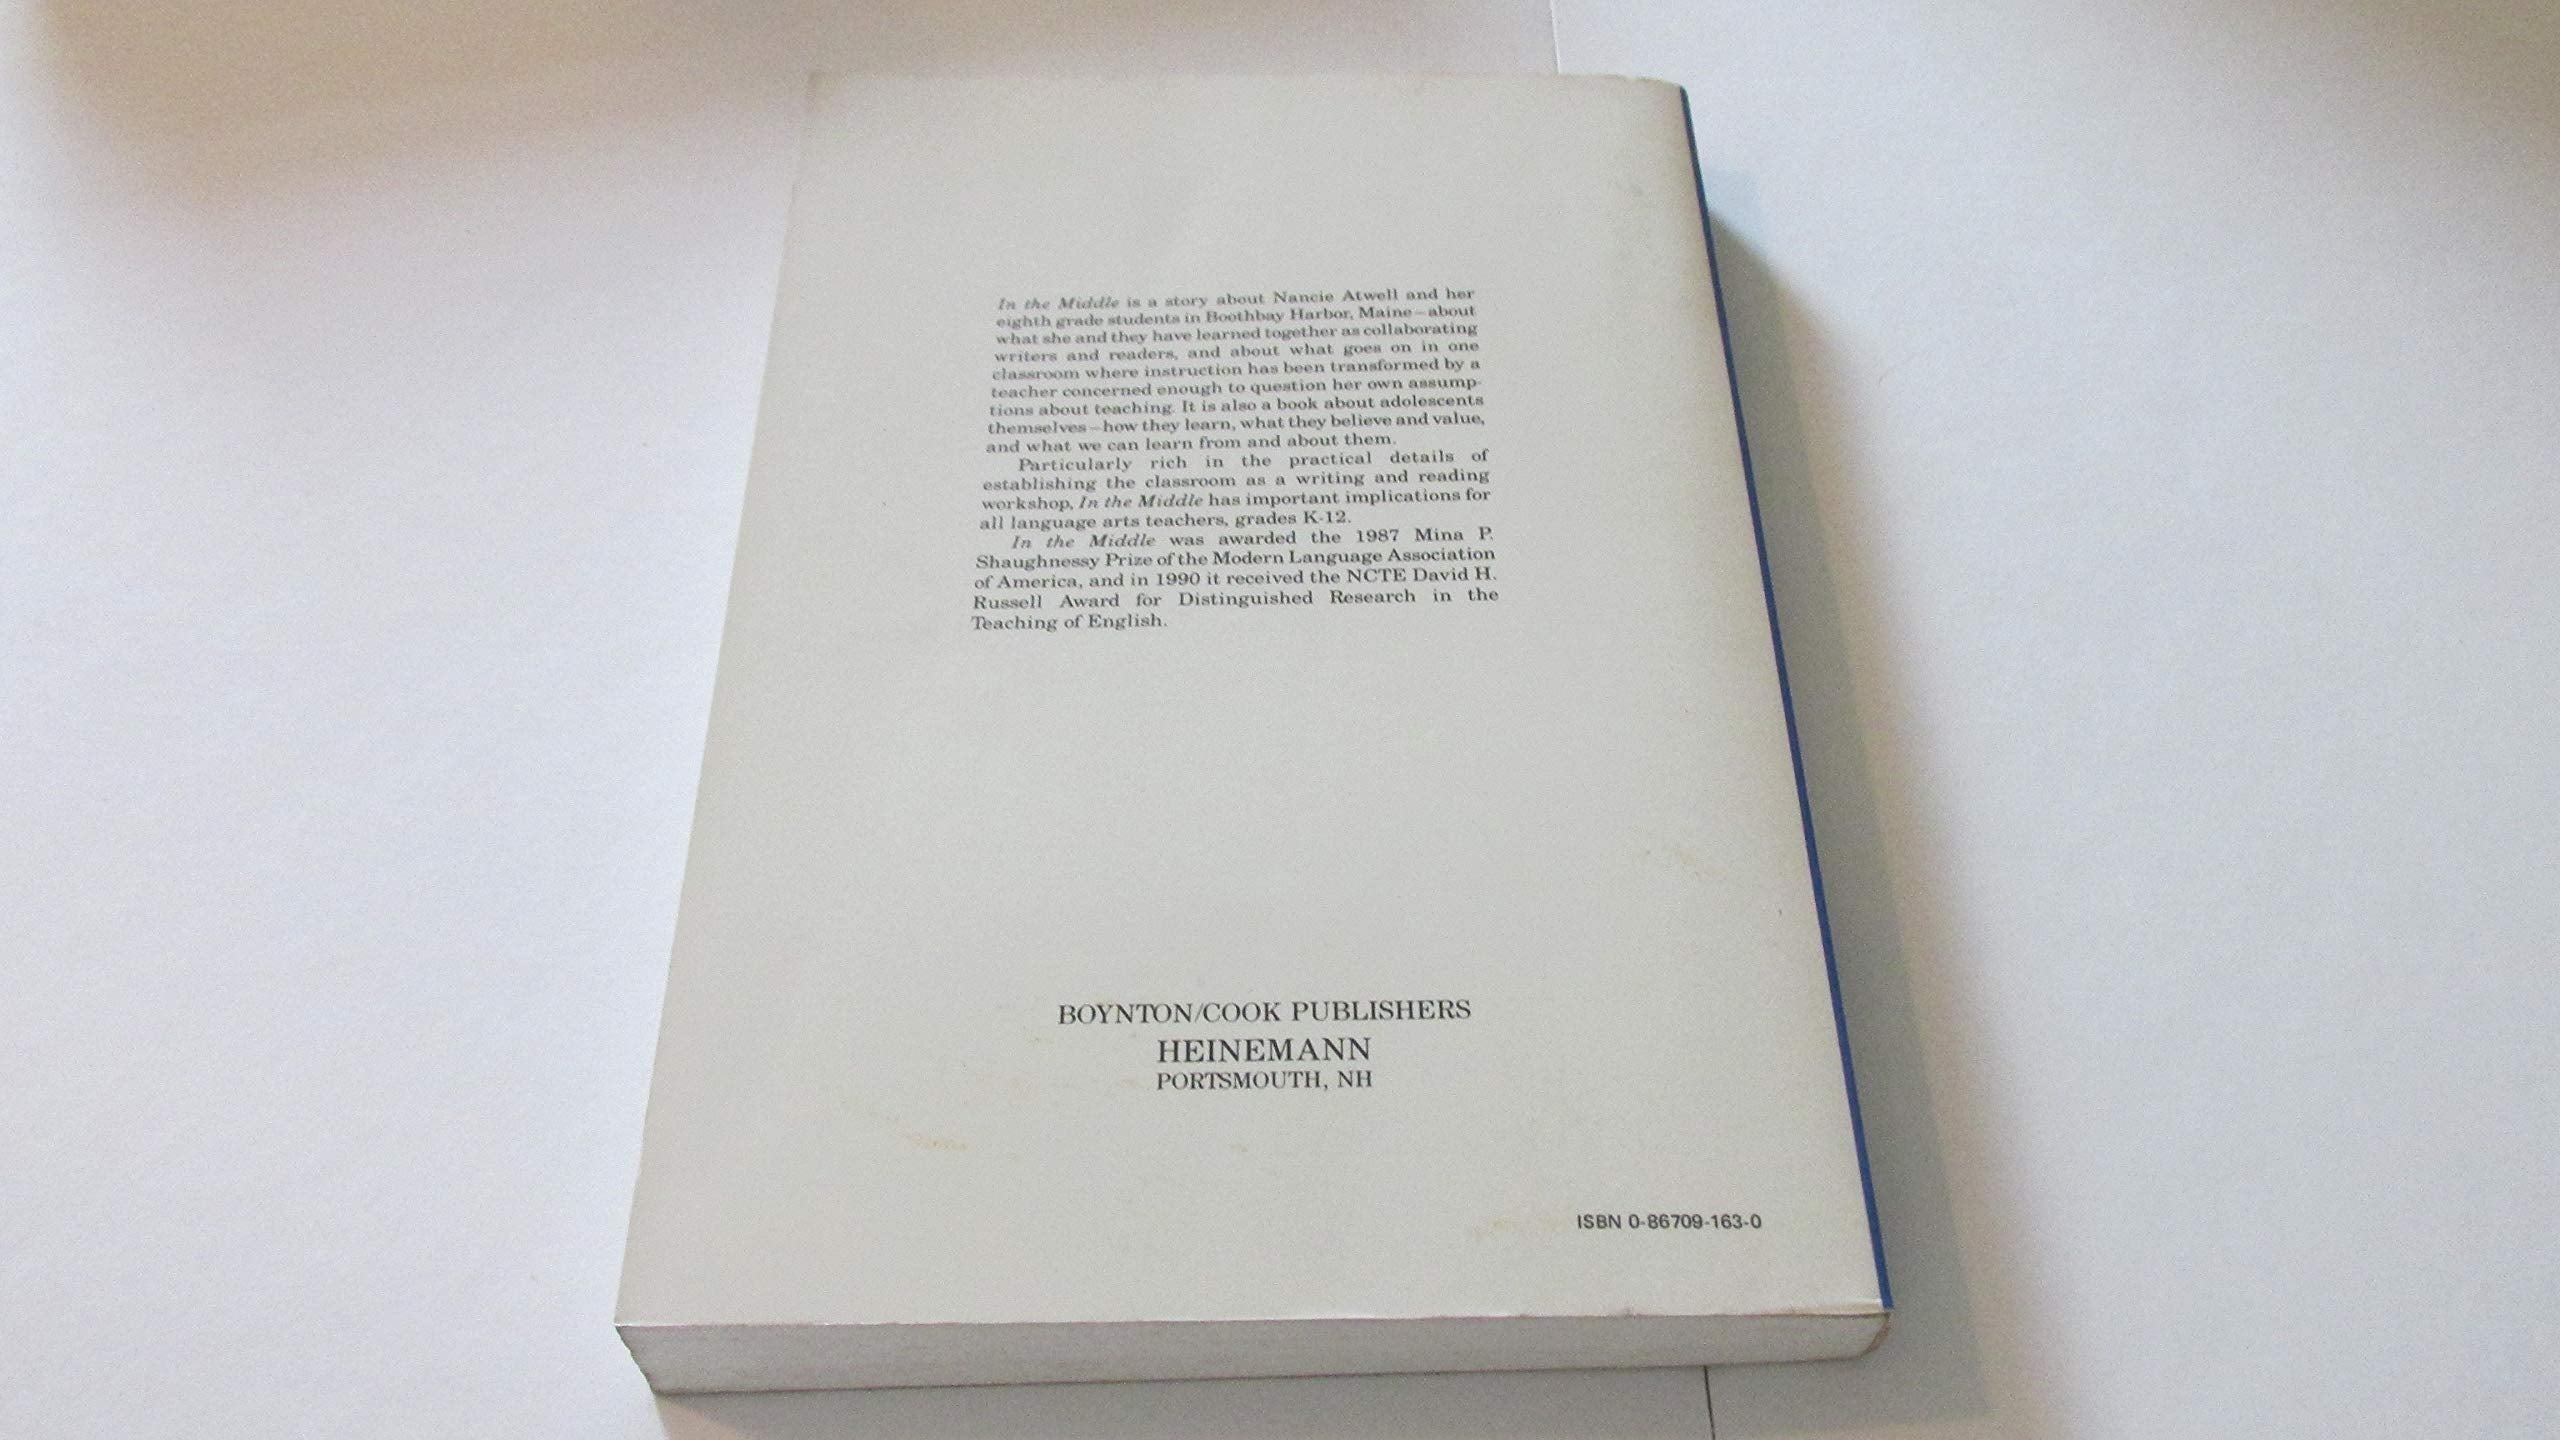 In the Middle is a story about Nancie Atwell and her
eighth grade students in Boothbay Harbor, Maine—about
what she and they have learned together as collaborating
writers and readers, and about what goes on in one
classroom where instruction has been transformed by a
teacher concerned enough to question her own assump-
tions about teaching. It is also a book about adolescents
themselves—how they learn, what they believe and value,
and what we can learn from and about them.
Particularly rich in the practical details of
establishing the classroom as a writing and reading
workshop, In the Middle has important implications for
all language arts teachers, grades K-12.
In the Middle was awarded the 1987 Mina P.
Shaughnessy Prize of the Modern Language Association
of America, and in 1990 it received the NCTE David H.
Russell Award for Distinguished Research in the
Teaching of English.
BOYNTON/COOK PUBLISHERS
HEINEMANN
PORTSMOUTH, NH
ISBN 0-86709-163-0